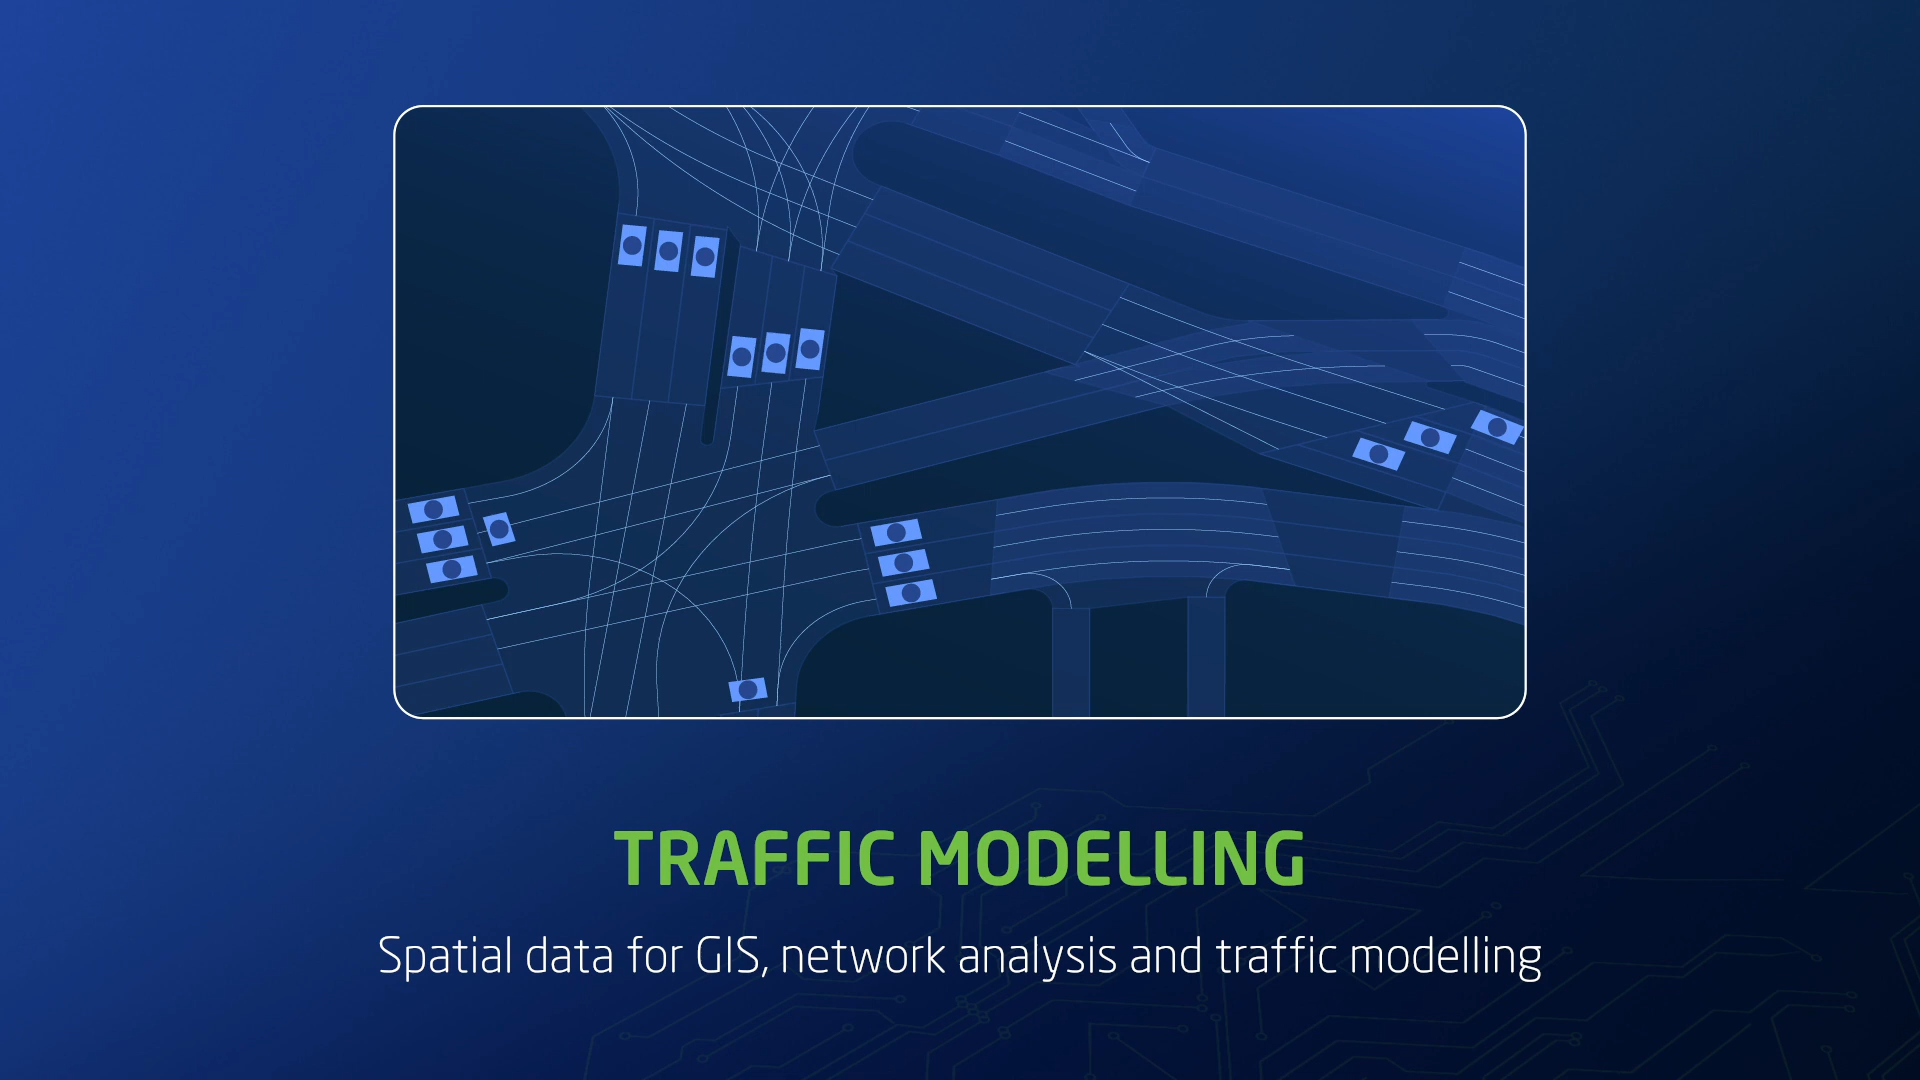 TRAFFIC MODELLING
Spatial data for GIS, network analysis and traffic modelling